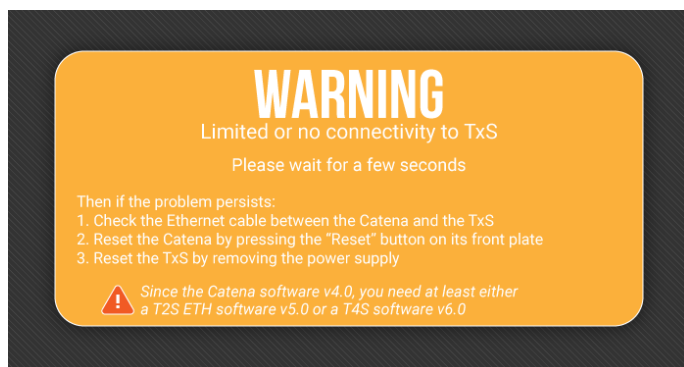 WARNING
Limited or no connectivity to TxS
Please wait for a few seconds
Then if the problem persists:
1. Check the Ethernet cable between the Catena and the TxS
2. Reset the Catena by pressing the “Reset” button on its front plate
3. Reset the TxS by removing the power supply
Since the Catena software v4.0, you need at least either
a T2S ETH software v5.0 or a T4S software v6.0